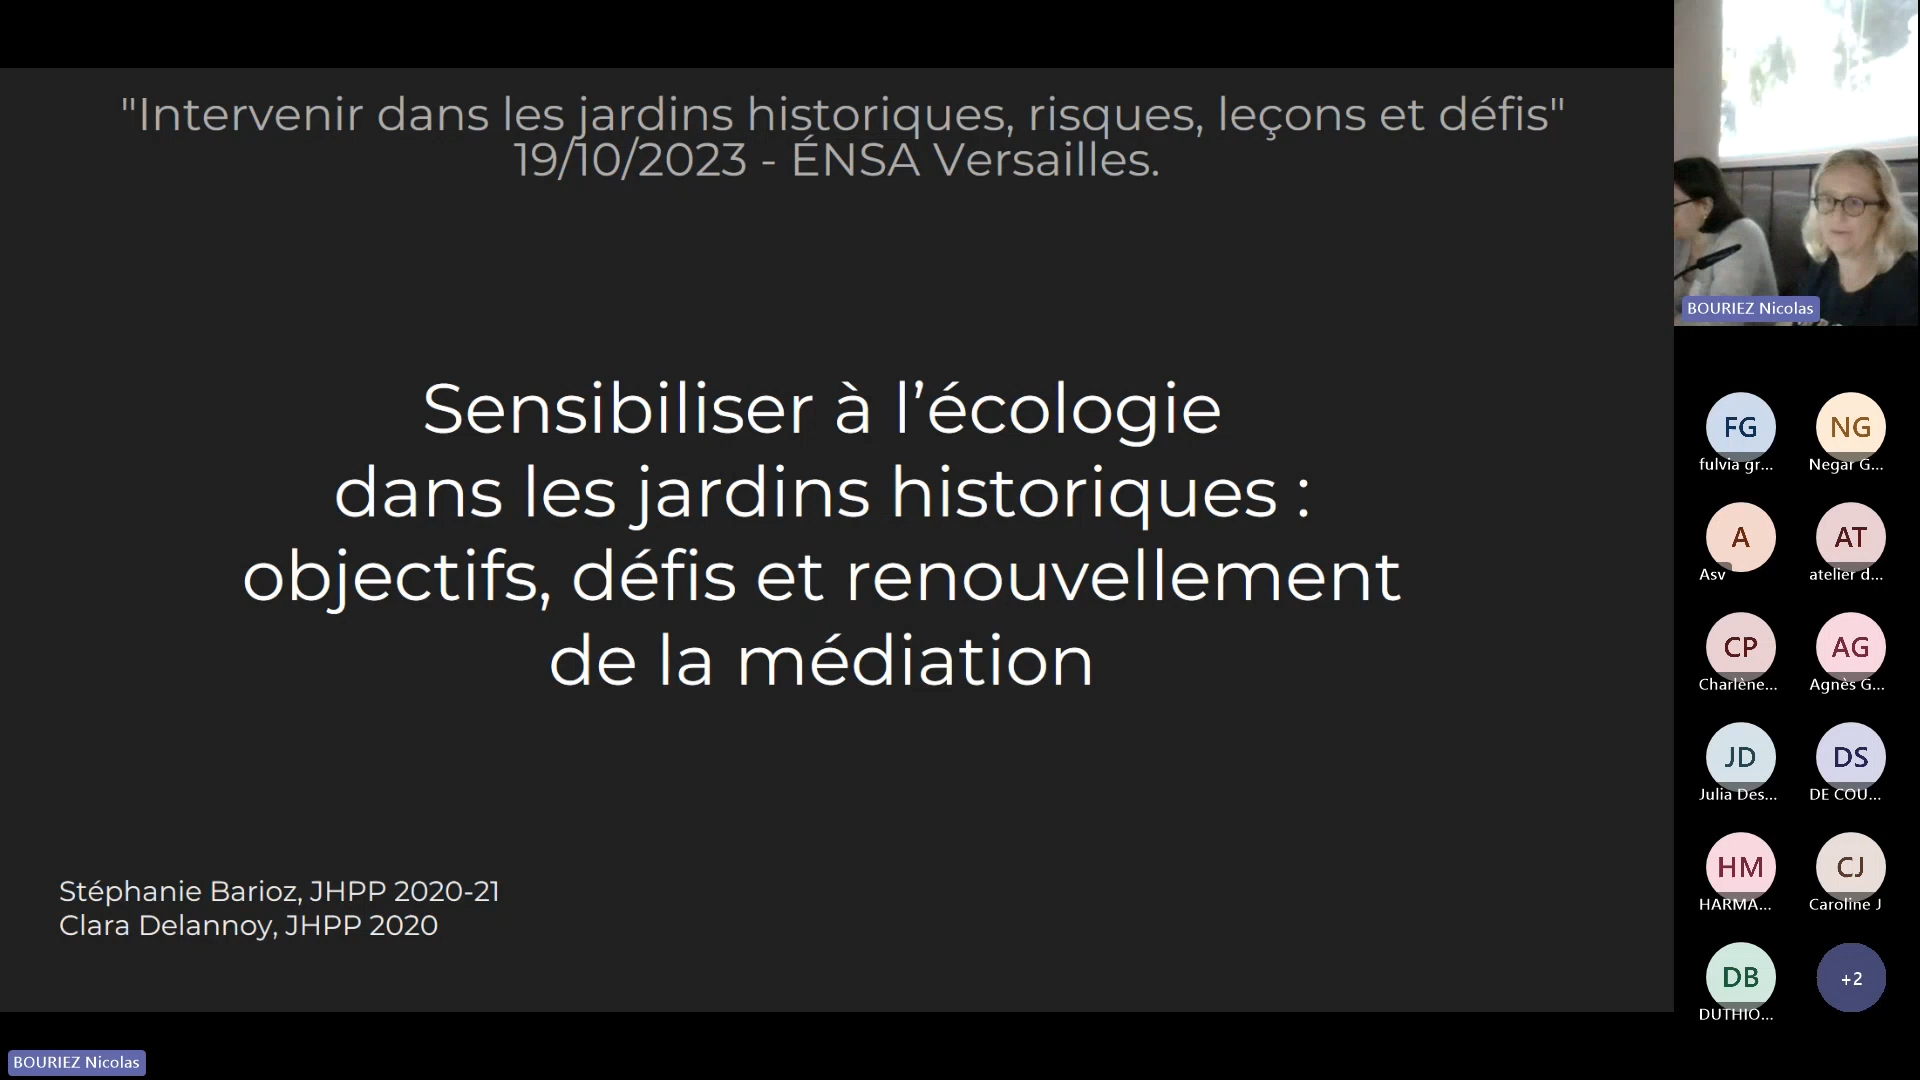 "Intervenir dans les jardins historiques, risques, leçons et défis"
19/10/2023 - ÉNSA Versailles.
Sensibiliser à l’écologie
dans les jardins historiques :
objectifs, défis et renouvellement
de la médiation
Stéphanie Barioz, JHPP 2020-21
Clara Delannoy, JHPP 2020
BOURIEZ Nicolas
BOURIEZ Nicolas
FG
fulvia gr...
NG
Negar G...
A
Asv
AT
atelier d...
CP
Charlène...
AG
Agnès G...
JD
Julia Des...
DS
DE COU...
HM
HARMA...
CJ
Caroline J
DB
DUTHIO...
+2